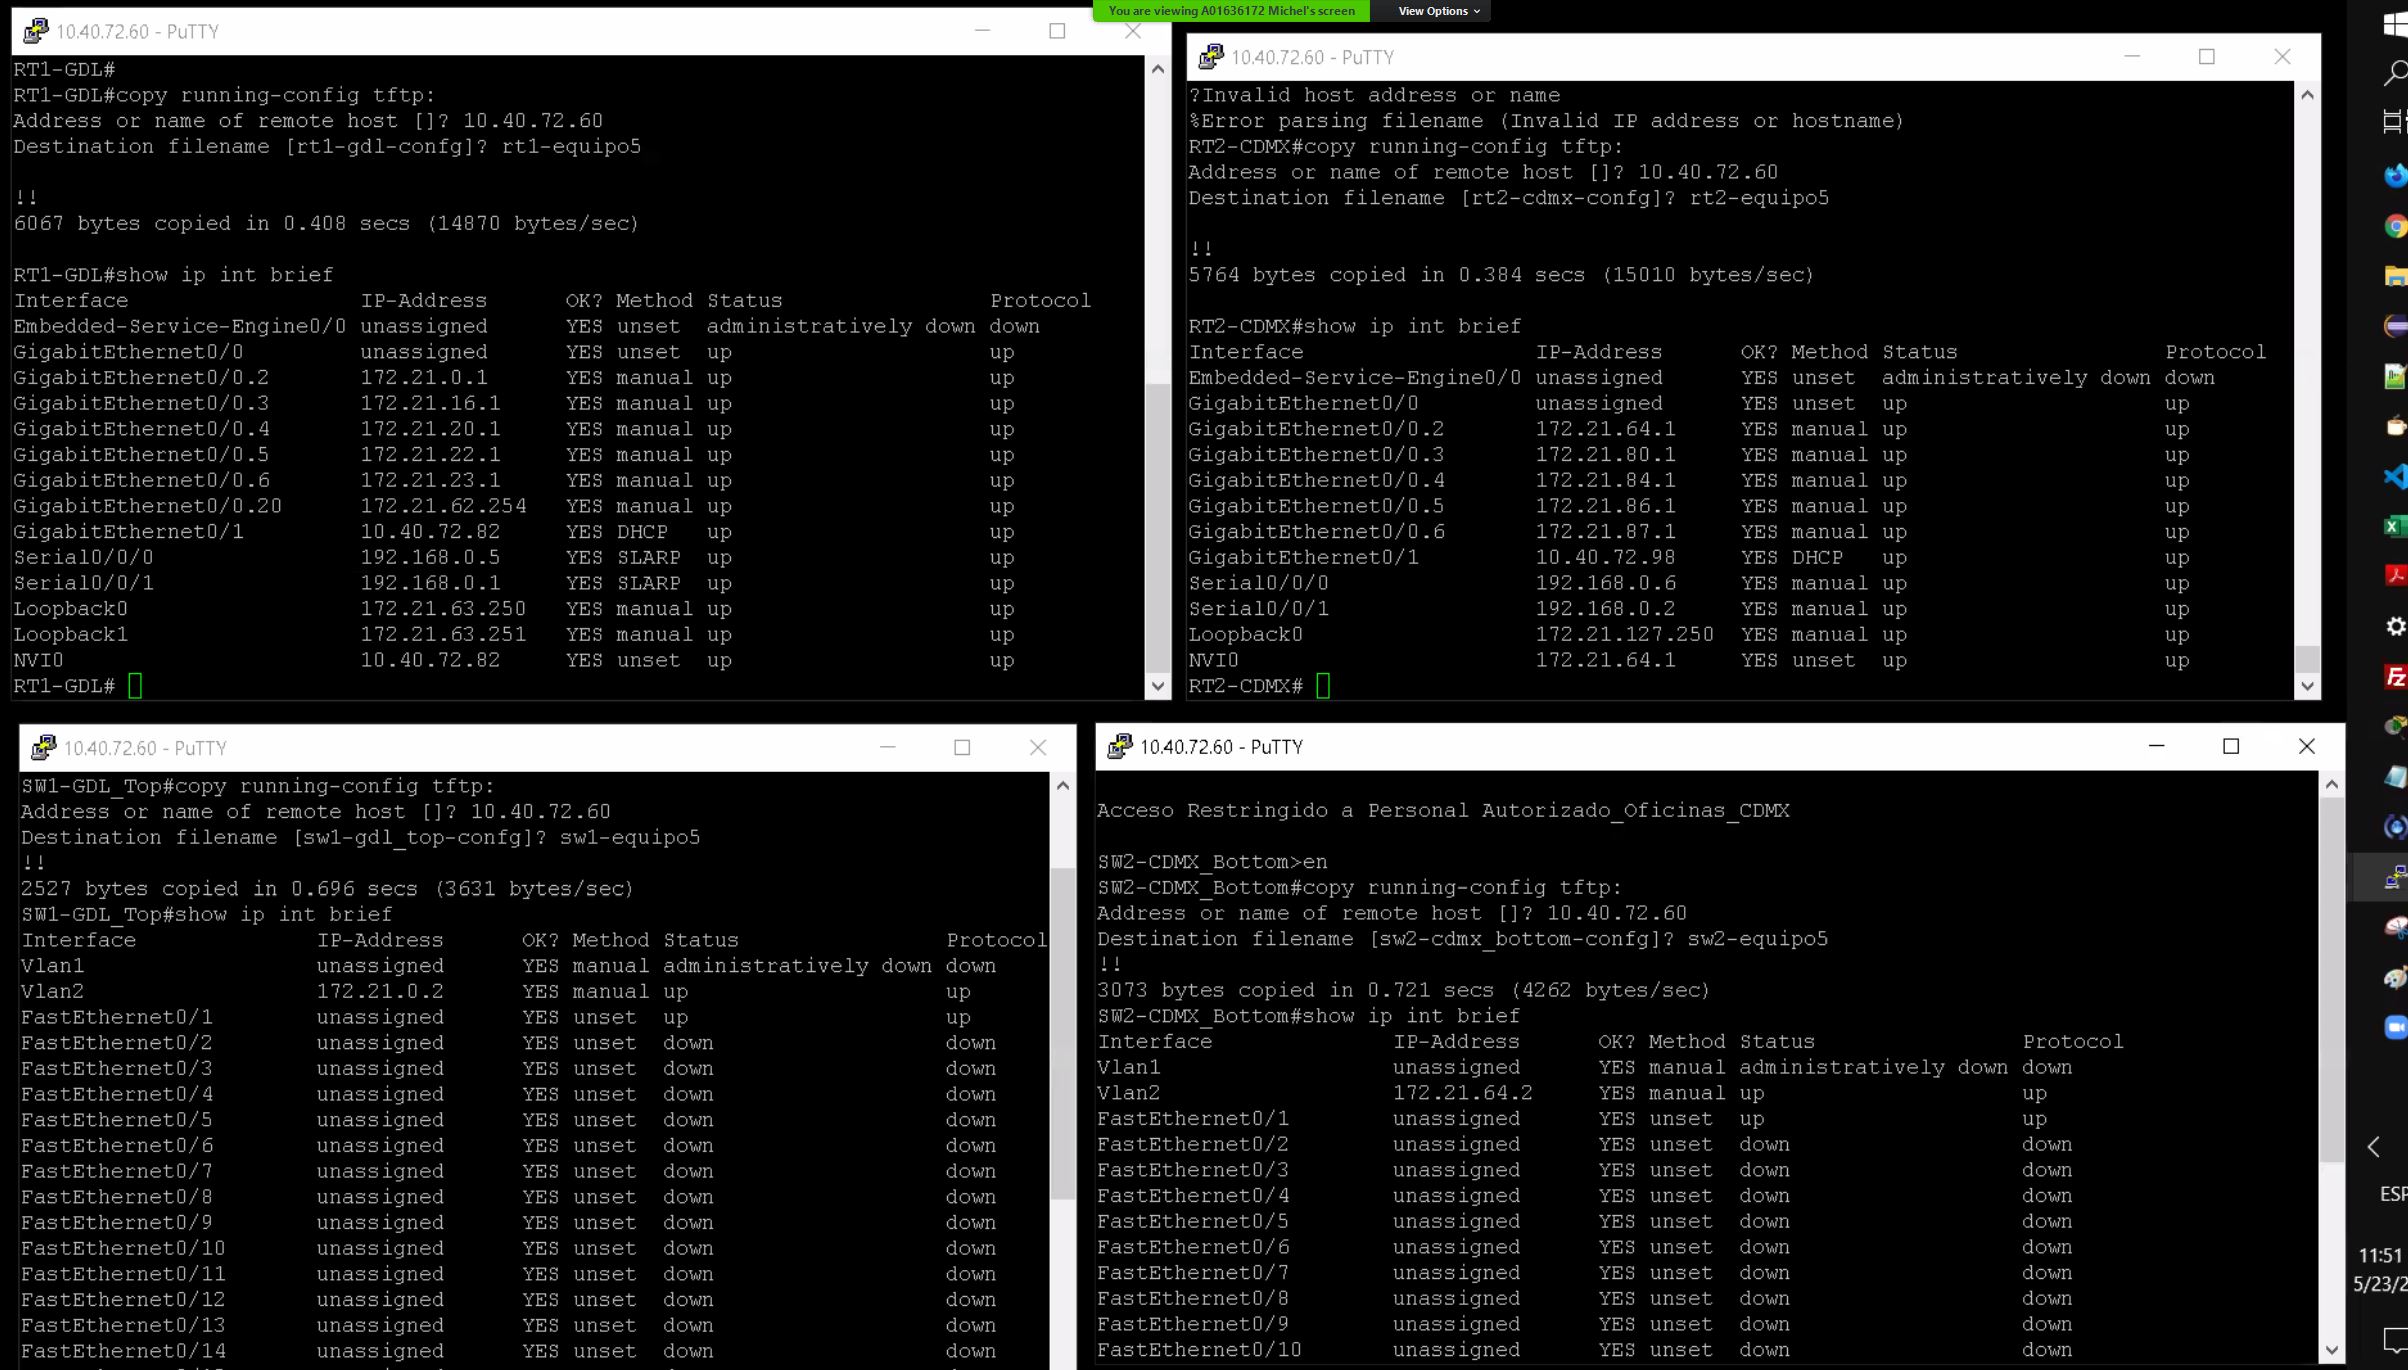 You are viewing A01636172 Michel's screen View Options
10.40.72.60 - PuTTY
RT1-GDL#
RT1-GDL#copy running-config tftp:
Address or name of remote host []? 10.40.72.60
Destination filename [rt1-gdl-confg]? rt1-equipo5
!!
6067 bytes copied in 0.408 secs (14870 bytes/sec)
RT1-GDL#show ip int brief
Interface IP-Address OK? Method Status Protocol
Embedded-Service-Engine0/0 unassigned YES unset administratively down down
GigabitEthernet0/0 unassigned YES unset up up
GigabitEthernet0/0.2 172.21.0.1 YES manual up up
GigabitEthernet0/0.3 172.21.16.1 YES manual up up
GigabitEthernet0/0.4 172.21.20.1 YES manual up up
GigabitEthernet0/0.5 172.21.22.1 YES manual up up
GigabitEthernet0/0.6 172.21.23.1 YES manual up up
GigabitEthernet0/0.20 172.21.62.254 YES manual up up
GigabitEthernet0/1 10.40.72.82 YES DHCP up up
Serial0/0/0 192.168.0.5 YES SLARP up up
Serial0/0/1 192.168.0.1 YES SLARP up up
Loopback0 172.21.63.250 YES manual up up
Loopback1 172.21.63.251 YES manual up up
NVI0 10.40.72.82 YES unset up up
RT1-GDL#
10.40.72.60 - PuTTY
?Invalid host address or name
%Error parsing filename (Invalid IP address or hostname)
RT2-CDMX#copy running-config tftp:
Address or name of remote host []? 10.40.72.60
Destination filename [rt2-cdmx-confg]? rt2-equipo5
!!
5764 bytes copied in 0.384 secs (15010 bytes/sec)
RT2-CDMX#show ip int brief
Interface IP-Address OK? Method Status Protocol
Embedded-Service-Engine0/0 unassigned YES unset administratively down down
GigabitEthernet0/0 unassigned YES unset up up
GigabitEthernet0/0.2 172.21.64.1 YES manual up up
GigabitEthernet0/0.3 172.21.80.1 YES manual up up
GigabitEthernet0/0.4 172.21.84.1 YES manual up up
GigabitEthernet0/0.5 172.21.86.1 YES manual up up
GigabitEthernet0/0.6 172.21.87.1 YES manual up up
GigabitEthernet0/1 10.40.72.98 YES DHCP up up
Serial0/0/0 192.168.0.6 YES manual up up
Serial0/0/1 192.168.0.2 YES manual up up
Loopback0 172.21.127.250 YES manual up up
NVI0 172.21.64.1 YES unset up up
RT2-CDMX#
10.40.72.60 - PuTTY
SW1-GDL_Top#copy running-config tftp:
Address or name of remote host []? 10.40.72.60
Destination filename [sw1-gdl_top-confg]? sw1-equipo5
!!
2527 bytes copied in 0.696 secs (3631 bytes/sec)
SW1-GDL_Top#show ip int brief
Interface IP-Address OK? Method Status Protocol
Vlan1 unassigned YES manual administratively down down
Vlan2 172.21.0.2 YES manual up up
FastEthernet0/1 unassigned YES unset up up
FastEthernet0/2 unassigned YES unset down down
FastEthernet0/3 unassigned YES unset down down
FastEthernet0/4 unassigned YES unset down down
FastEthernet0/5 unassigned YES unset down down
FastEthernet0/6 unassigned YES unset down down
FastEthernet0/7 unassigned YES unset down down
FastEthernet0/8 unassigned YES unset down down
FastEthernet0/9 unassigned YES unset down down
FastEthernet0/10 unassigned YES unset down down
FastEthernet0/11 unassigned YES unset down down
FastEthernet0/12 unassigned YES unset down down
FastEthernet0/13 unassigned YES unset down down
FastEthernet0/14 unassigned YES unset down down
10.40.72.60 - PuTTY
Acceso Restringido a Personal Autorizado_Oficinas_CDMX
SW2-CDMX_Bottom>en
SW2-CDMX_Bottom#copy running-config tftp:
Address or name of remote host []? 10.40.72.60
Destination filename [sw2-cdmx_bottom-confg]? sw2-equipo5
!!
3073 bytes copied in 0.721 secs (4262 bytes/sec)
SW2-CDMX_Bottom#show ip int brief
Interface IP-Address OK? Method Status Protocol
Vlan1 unassigned YES manual administratively down down
Vlan2 172.21.64.2 YES manual up up
FastEthernet0/1 unassigned YES unset up up
FastEthernet0/2 unassigned YES unset down down
FastEthernet0/3 unassigned YES unset down down
FastEthernet0/4 unassigned YES unset down down
FastEthernet0/5 unassigned YES unset down down
FastEthernet0/6 unassigned YES unset down down
FastEthernet0/7 unassigned YES unset down down
FastEthernet0/8 unassigned YES unset down down
FastEthernet0/9 unassigned YES unset down down
FastEthernet0/10 unassigned YES unset down down
ESP
11:51
5/23/2